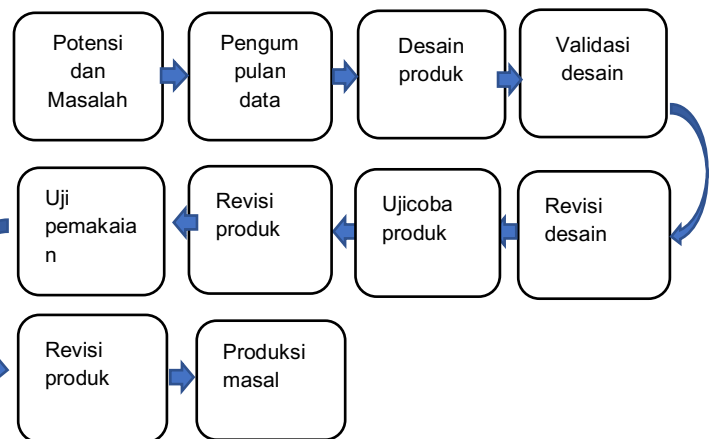 Potensi
dan
Masalah
Pengum
pulan
data
Desain
produk
Validasi
desain
Uji
pemakaia
n
Revisi
produk
Ujicoba
produk
Revisi
desain
Revisi
produk
Produksi
masal